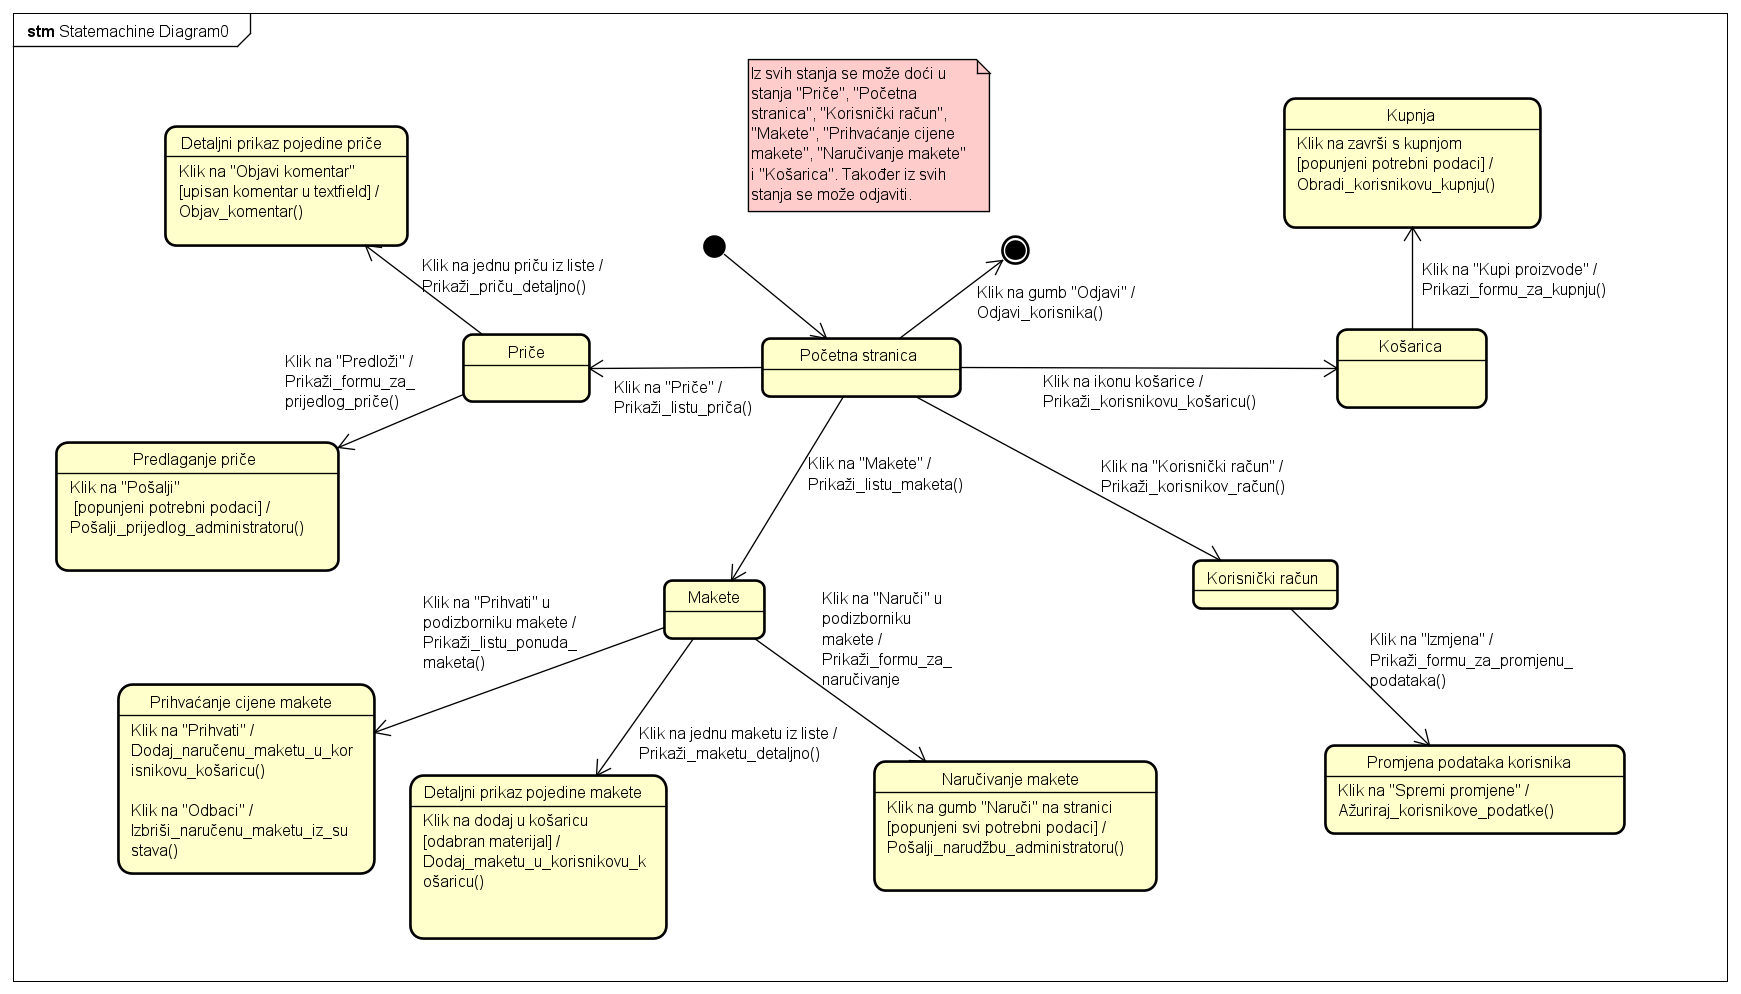 stm Statemachine Diagram0
Iz svih stanja se može doći u
stanja "Priče", "Početna
stranica", "Korisnički račun",
"Makete", "Prihvaćanje cijene
makete", "Naručivanje makete"
i "Košarica". Također iz svih
stanja se može odjaviti.
Kupnja
Klik na završi s kupnjom
[popunjeni potrebni podaci] /
Obradi_korisnikovu_kupnju()
Detaljni prikaz pojedine priče
Klik na "Objavi komentar"
[upisan komentar u textfield] /
Objav_komentar()
Klik na jednu priču iz liste /
Prikaži_priču_detaljno()
Klik na gumb "Odjavi" /
Odjavi_korisnika()
Klik na "Kupi proizvode" /
Prikazi_formu_za_kupnju()
Priče
Početna stranica
Košarica
Klik na "Predloži" /
Prikaži_formu_za_
prijedlog_priče()
Klik na "Priče" /
Prikaži_listu_priča()
Klik na ikonu košarice /
Prikaži_korisnikovu_košaricu()
Predlaganje priče
Klik na "Pošalji"
[popunjeni potrebni podaci] /
Pošalji_prijedlog_administratoru()
Klik na "Makete" /
Prikaži_listu_maketa()
Klik na "Korisnički račun" /
Prikaži_korisnikov_račun()
Makete
Korisnički račun
Klik na "Prihvati" u
podizborniku makete /
Prikaži_listu_ponuda_
maketa()
Klik na "Naruči" u
podizborniku
makete /
Prikaži_formu_za_
naručivanje
Klik na "Izmjena" /
Prikaži_formu_za_promjenu_
podataka()
Prihvaćanje cijene makete
Klik na "Prihvati" /
Dodaj_naručenu_maketu_u_kor
isnikovu_košaricu()
Klik na "Odbaci" /
Izbriši_naručenu_maketu_iz_su
stava()
Klik na jednu maketu iz liste /
Prikaži_maketu_detaljno()
Detaljni prikaz pojedine makete
Klik na dodaj u košaricu
[odabran materijal] /
Dodaj_maketu_u_korisnikovu_k
ošaricu()
Naručivanje makete
Klik na gumb "Naruči" na stranici
[popunjeni svi potrebni podaci] /
Pošalji_narudžbu_administratoru()
Promjena podataka korisnika
Klik na "Spremi promjene" /
Ažuriraj_korisnikove_podatke()